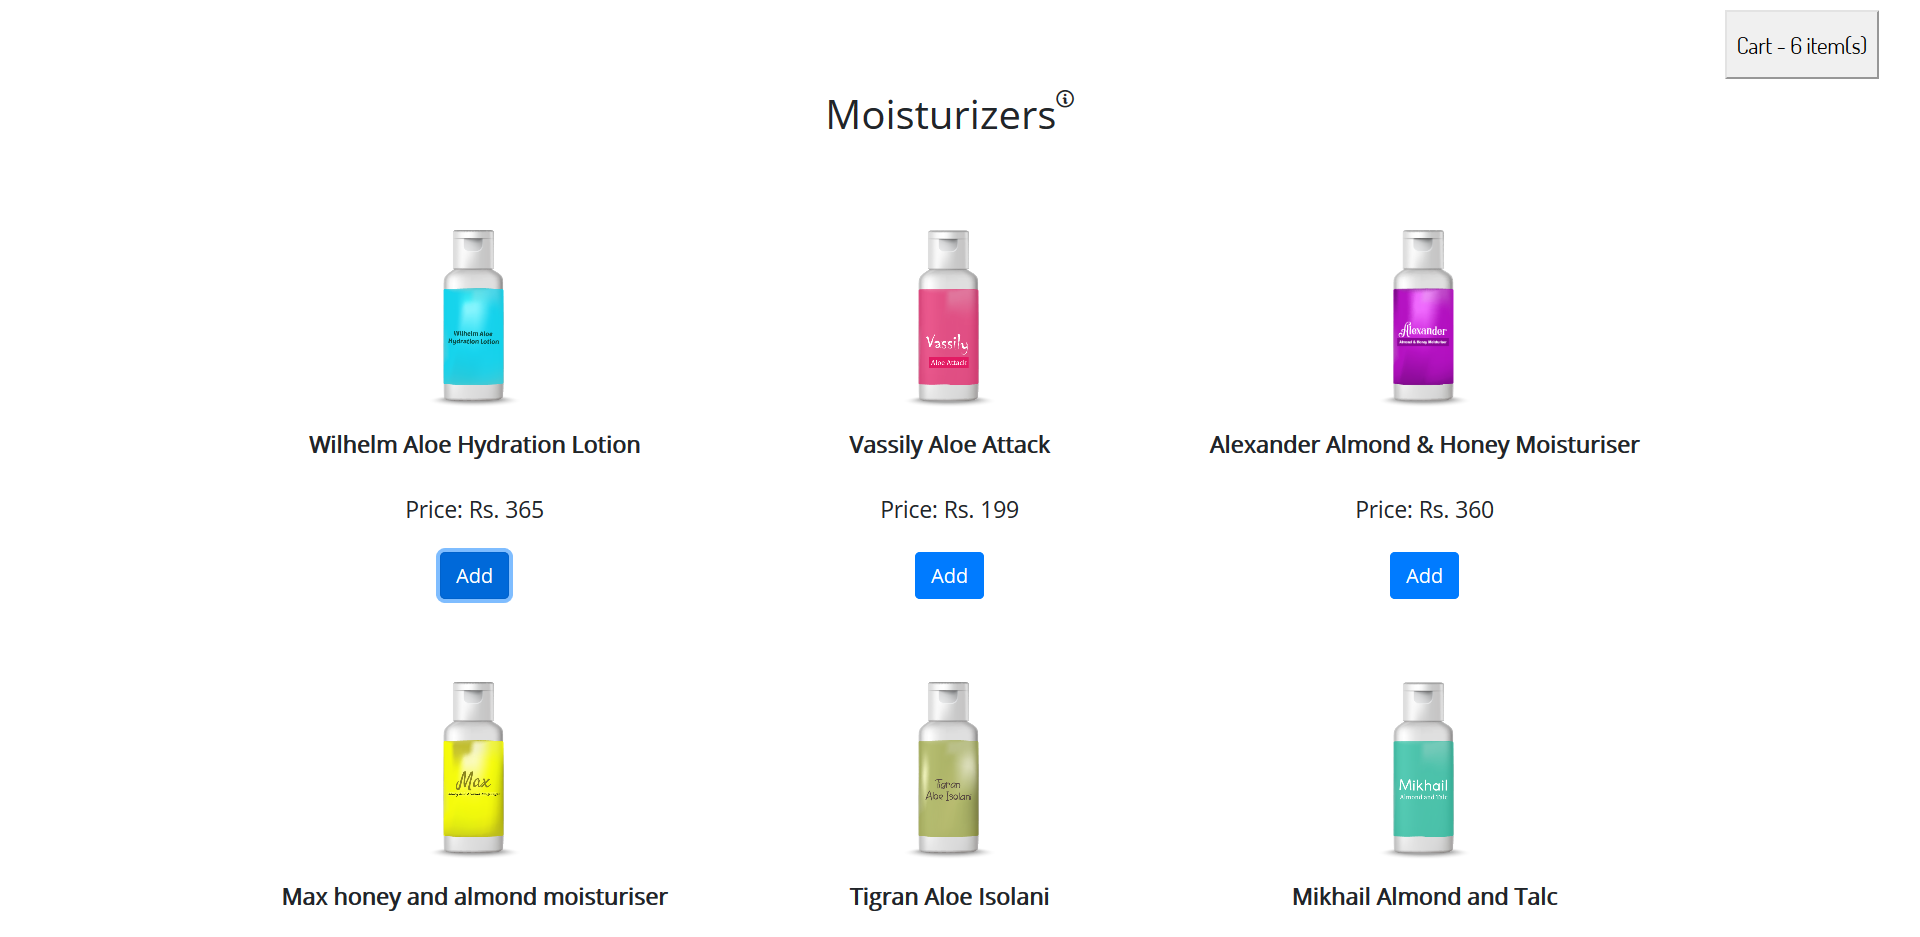 Cart - 6 item(s)
Moisturizers
Wilhelm Aloe
Hydration Lotion
Vassily
Aloe Attack
Alexander
Almond & Honey Moisturiser
Wilhelm Aloe Hydration Lotion
Vassily Aloe Attack
Alexander Almond & Honey Moisturiser
Price: Rs. 365
Price: Rs. 199
Price: Rs. 360
Add
Add
Add
Max
Tigran
Aloe Isolani
Mikhail
Almond and Talc
Max honey and almond moisturiser
Tigran Aloe Isolani
Mikhail Almond and Talc